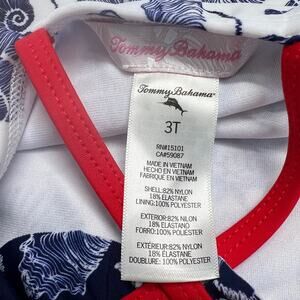 Tommy Bahama
Tommy Bahama
3T
RN#15101
CA#59087
MADE IN VIETNAM
HECHO EN VIETNAM
FABRIQUÉ EN VIETNAM
SHELL:82% NYLON
18% ELASTANE
LINING:100% POLYESTER
EXTERIOR:82% NILON
18% ELASTANO
FORRO: 100% POLIÉSTER
EXTÉRIEUR:82% NYLON
18% ÉLASTHANNE
DOUBLURE: 100% POLYESTER